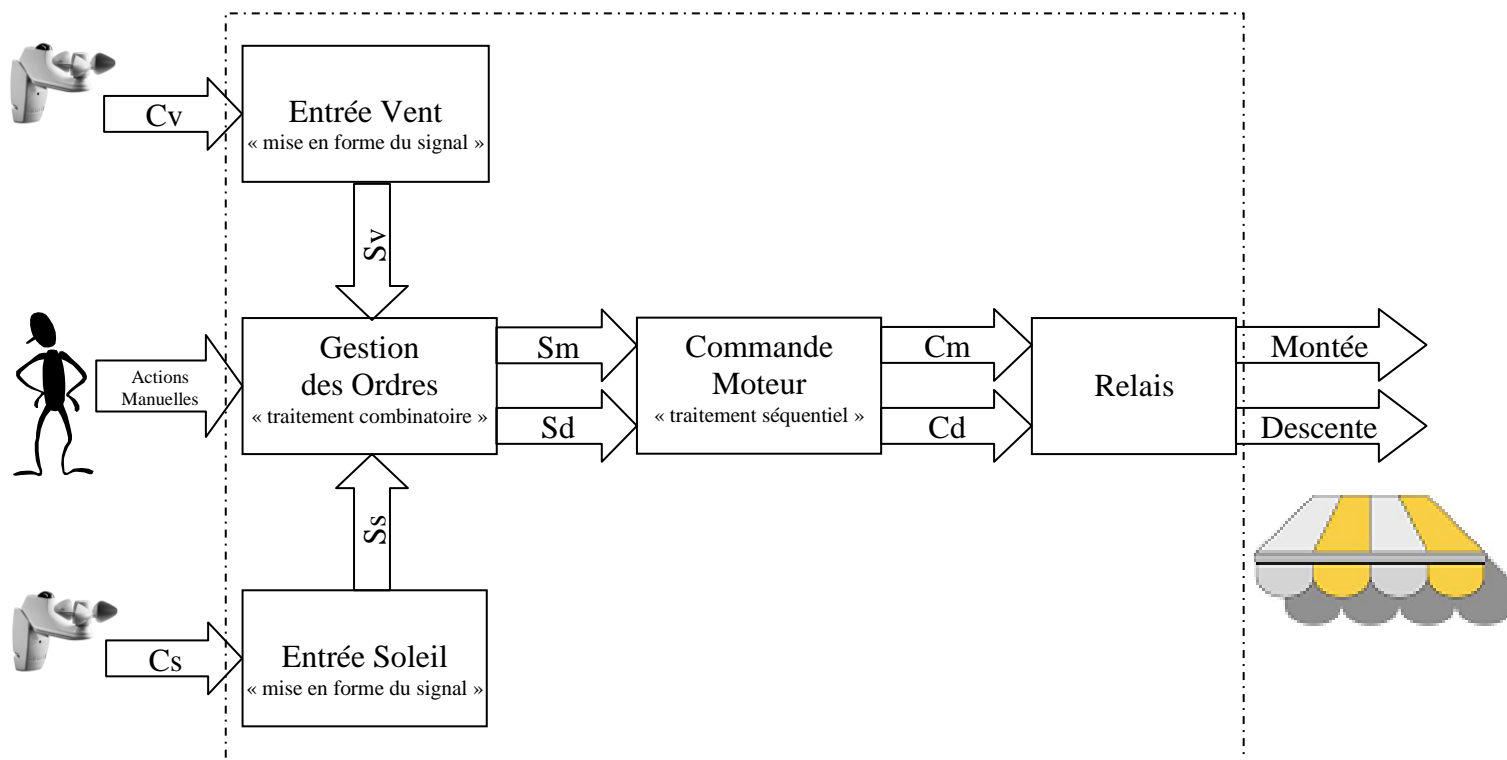 Cv
Entrée Vent
« mise en forme du signal »
Sv
Actions
Manuelles
Gestion
des Ordres
« traitement combinatoire »
Sm
Sd
Commande
Moteur
« traitement séquentiel »
Cm
Cd
Relais
Montée
Descente
Ss
Cs
Entrée Soleil
« mise en forme du signal »